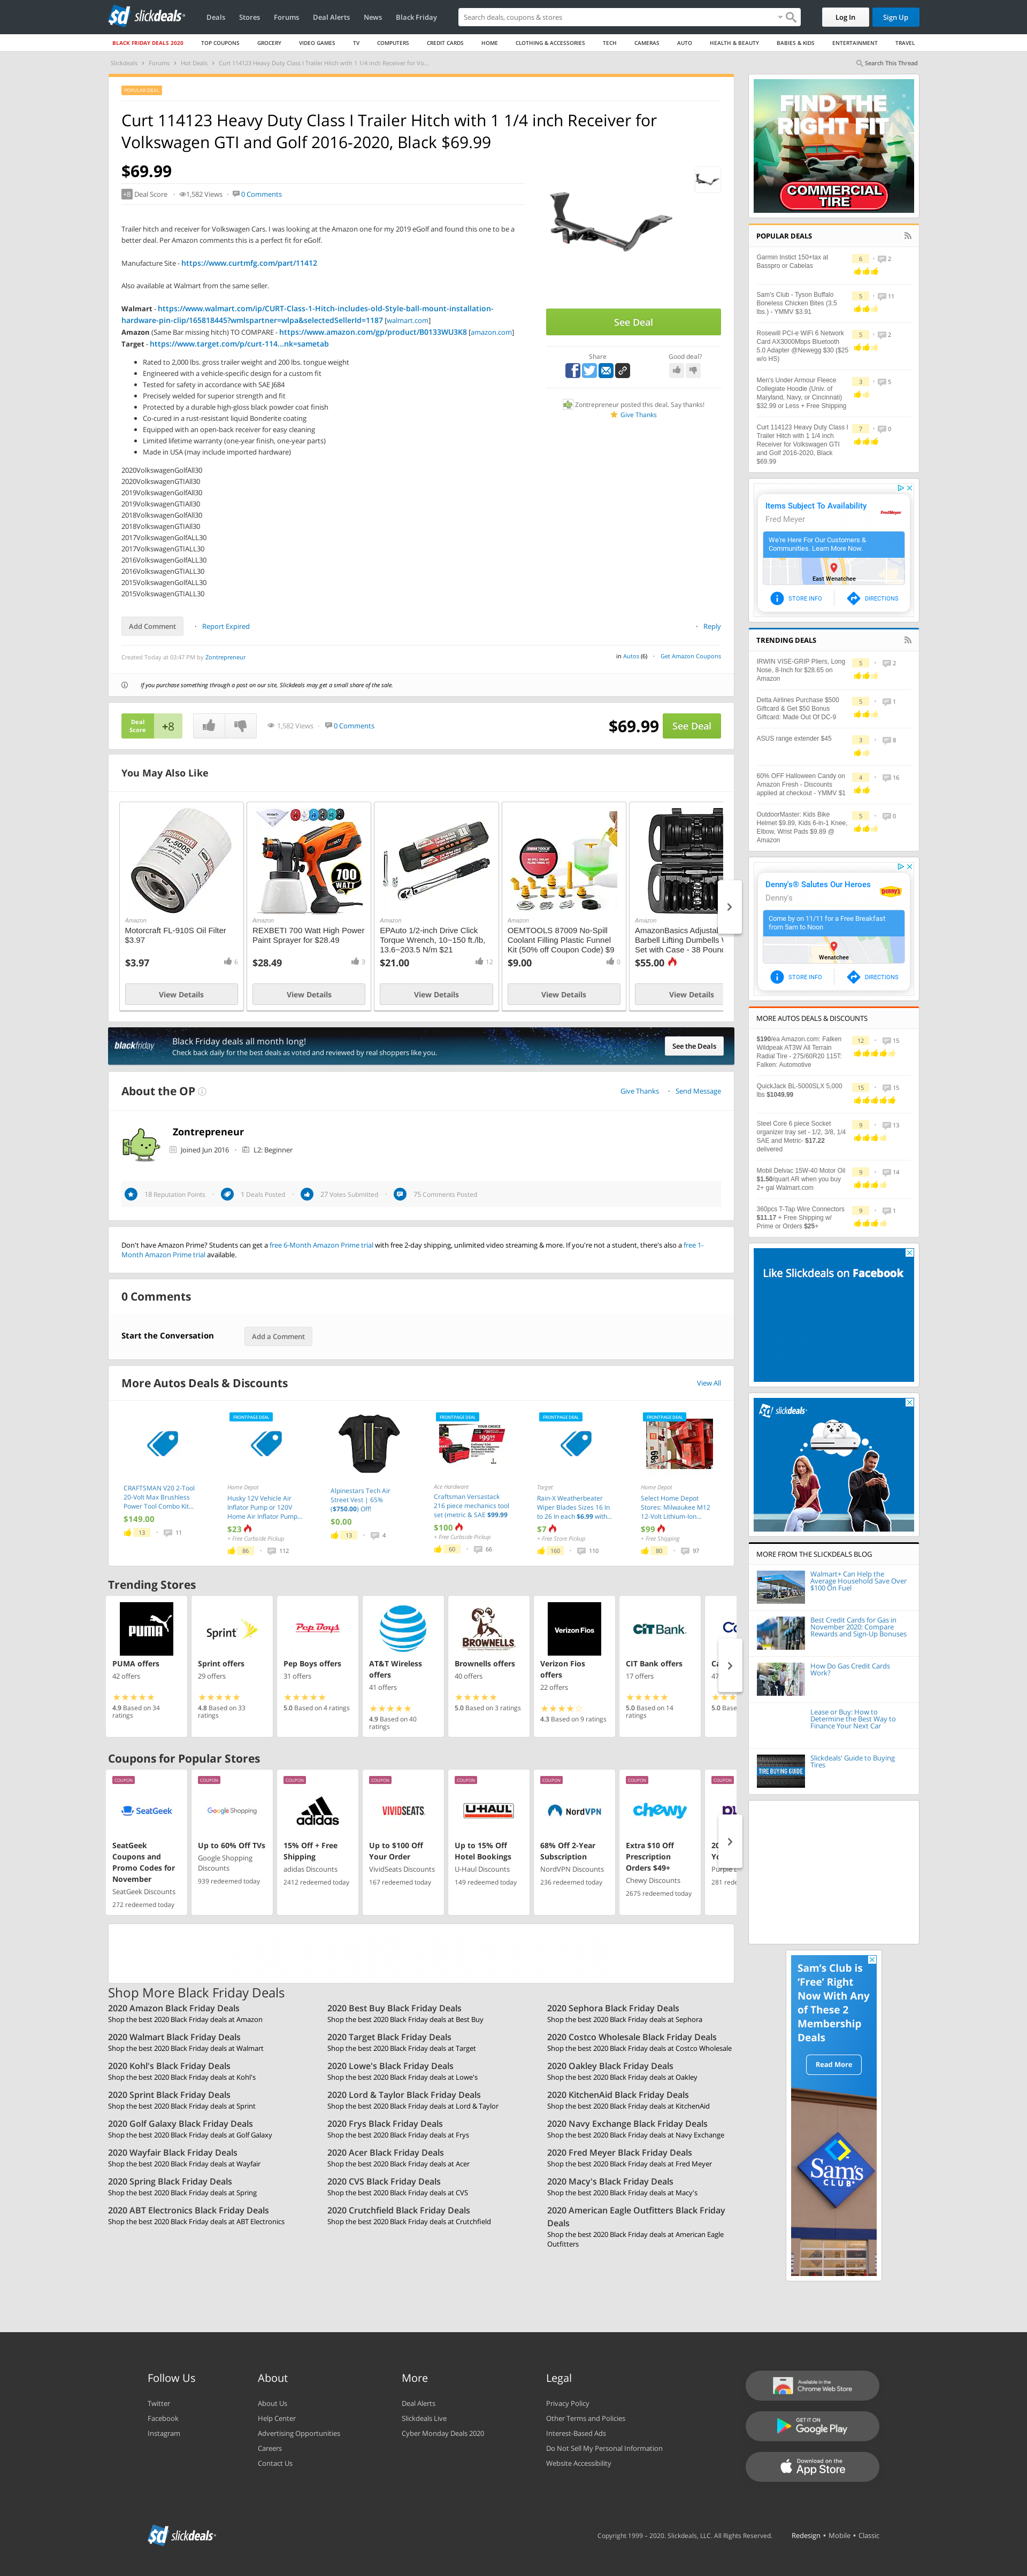 slickdeals
Deals Stores Forums Deal Alerts News Black Friday
Search deals, coupons & stores
Log In Sign Up
BLACK FRIDAY DEALS 2020 TOP COUPONS GROCERY VIDEO GAMES TV COMPUTERS CREDIT CARDS HOME CLOTHING & ACCESSORIES TECH CAMERAS AUTO HEALTH & BEAUTY BABIES & KIDS ENTERTAINMENT TRAVEL
Slickdeals > Forums > Hot Deals > Curt 114123 Heavy Duty Class I Trailer Hitch with 1 1/4 inch Receiver for Vo...
Search This Thread
POPULAR DEAL
Curt 114123 Heavy Duty Class I Trailer Hitch with 1 1/4 inch Receiver for
Volkswagen GTI and Golf 2016-2020, Black $69.99
$69.99
+8 Deal Score 1,582 Views 0 Comments
Trailer hitch and receiver for Volkswagen Cars. I was looking at the Amazon one for my 2019 eGolf and found this one to be a
better deal. Per Amazon comments this is a perfect fit for eGolf.
Manufacture Site - https://www.curtmfg.com/part/11412
Also available at Walmart from the same seller.
Walmart - https://www.walmart.com/ip/CURT-Class-1-Hitch-includes-old-Style-ball-mount-installation-
hardware-pin-clip/165818445?wmlspartner=wlpa&selectedSellerId=1187 [walmart.com]
Amazon (Same Bar missing hitch) TO COMPARE - https://www.amazon.com/gp/product/B0133WU3K8 [amazon.com]
Target - https://www.target.com/p/curt-114...nk=sametab
Rated to 2,000 lbs. gross trailer weight and 200 lbs. tongue weight
Engineered with a vehicle-specific design for a custom fit
Tested for safety in accordance with SAE J684
Precisely welded for superior strength and fit
Protected by a durable high-gloss black powder coat finish
Co-cured in a rust-resistant liquid Bonderite coating
Equipped with an open-back receiver for easy cleaning
Limited lifetime warranty (one-year finish, one-year parts)
Made in USA (may include imported hardware)
2020VolkswagenGolfAll30
2020VolkswagenGTIAll30
2019VolkswagenGolfAll30
2019VolkswagenGTIAll30
2018VolkswagenGolfAll30
2018VolkswagenGTIAll30
2017VolkswagenGolfALL30
2017VolkswagenGTIALL30
2016VolkswagenGolfALL30
2016VolkswagenGTIALL30
2015VolkswagenGolfALL30
2015VolkswagenGTIALL30
See Deal
Share Good deal?
Zontrepreneur posted this deal. Say thanks!
Give Thanks
Add Comment Report Expired Reply
Created Today at 03:47 PM by Zontrepreneur
in Autos (6) Get Amazon Coupons
If you purchase something through a post on our site, Slickdeals may get a small share of the sale.
Deal Score +8
1,582 Views 0 Comments
$69.99 See Deal
You May Also Like
Amazon
Motorcraft FL-910S Oil Filter
$3.97
$3.97 6
View Details
700 WATT
Amazon
REXBETI 700 Watt High Power
Paint Sprayer for $28.49
$28.49 3
View Details
Amazon
EPAuto 1/2-inch Drive Click
Torque Wrench, 10~150 ft./lb,
13.6~203.5 N/m $21
$21.00 12
View Details
OEMTOOLS
Amazon
OEMTOOLS 87009 No-Spill
Coolant Filling Plastic Funnel
Kit (50% off Coupon Code) $9
$9.00 0
View Details
Amazon
AmazonBasics Adjustal
Barbell Lifting Dumbells W
Set with Case - 38 Pound
$55.00
View Details
blackfriday
Black Friday deals all month long!
Check back daily for the best deals as voted and reviewed by real shoppers like you.
See the Deals
About the OP
Give Thanks Send Message
Zontrepreneur
Joined Jun 2016 L2: Beginner
18 Reputation Points 1 Deals Posted 27 Votes Submitted 75 Comments Posted
Don't have Amazon Prime? Students can get a free 6-Month Amazon Prime trial with free 2-day shipping, unlimited video streaming & more. If you're not a student, there's also a free 1-
Month Amazon Prime trial available.
0 Comments
Start the Conversation Add a Comment
More Autos Deals & Discounts
View All
CRAFTSMAN V20 2-Tool
20-Volt Max Brushless
Power Tool Combo Kit...
$149.00
13 11
FRONTPAGE DEAL
Home Depot
Husky 12V Vehicle Air
Inflator Pump or 120V
Home Air Inflator Pump...
$23
+ Free Curbside Pickup
86 112
Alpinestars Tech Air
Street Vest | 65%
($750.00) Off!
$0.00
13 4
FRONTPAGE DEAL
YOUR CHOICE
Ace Hardware
Craftsman Versastack
216 piece mechanics tool
set (metric & SAE $99.99
$100
+ Free Curbside Pickup
60 66
FRONTPAGE DEAL
Target
Rain-X Weatherbeater
Wiper Blades Sizes 16 In
to 26 In each $6.99 with...
$7
+ Free Store Pickup
160 110
FRONTPAGE DEAL
Home Depot
Select Home Depot
Stores: Milwaukee M12
12-Volt Lithium-Ion...
$99
+ Free Shipping
80 97
Trending Stores
PUMA
PUMA offers
42 offers
4.9 Based on 34
ratings
Sprint
Sprint offers
29 offers
4.8 Based on 33
ratings
Pep Boys
Pep Boys offers
31 offers
5.0 Based on 4 ratings
AT&T Wireless
offers
41 offers
4.9 Based on 40
ratings
BROWNELLS
Brownells offers
40 offers
5.0 Based on 3 ratings
Verizon Fios
Verizon Fios
offers
22 offers
4.3 Based on 9 ratings
CIT BANK
CIT Bank offers
17 offers
5.0 Based on 14
ratings
Co
Ca
47
5.0 Base
Coupons for Popular Stores
COUPON
SeatGeek
SeatGeek
Coupons and
Promo Codes for
November
SeatGeek Discounts
272 redeemed today
COUPON
Google Shopping
Up to 60% Off TVs
Google Shopping
Discounts
939 redeemed today
COUPON
adidas
15% Off + Free
Shipping
adidas Discounts
2412 redeemed today
COUPON
VIVIDSEATS
Up to $100 Off
Your Order
VividSeats Discounts
167 redeemed today
COUPON
U-HAUL
Up to 15% Off
Hotel Bookings
U-Haul Discounts
149 redeemed today
COUPON
NordVPN
68% Off 2-Year
Subscription
NordVPN Discounts
236 redeemed today
COUPON
chewy
Extra $10 Off
Prescription
Orders $49+
Chewy Discounts
2675 redeemed today
COUPON
20
Yo
Purple
281 rede
Shop More Black Friday Deals
2020 Amazon Black Friday Deals
Shop the best 2020 Black Friday deals at Amazon
2020 Walmart Black Friday Deals
Shop the best 2020 Black Friday deals at Walmart
2020 Kohl's Black Friday Deals
Shop the best 2020 Black Friday deals at Kohl's
2020 Sprint Black Friday Deals
Shop the best 2020 Black Friday deals at Sprint
2020 Golf Galaxy Black Friday Deals
Shop the best 2020 Black Friday deals at Golf Galaxy
2020 Wayfair Black Friday Deals
Shop the best 2020 Black Friday deals at Wayfair
2020 Spring Black Friday Deals
Shop the best 2020 Black Friday deals at Spring
2020 ABT Electronics Black Friday Deals
Shop the best 2020 Black Friday deals at ABT Electronics
2020 Best Buy Black Friday Deals
Shop the best 2020 Black Friday deals at Best Buy
2020 Target Black Friday Deals
Shop the best 2020 Black Friday deals at Target
2020 Lowe's Black Friday Deals
Shop the best 2020 Black Friday deals at Lowe's
2020 Lord & Taylor Black Friday Deals
Shop the best 2020 Black Friday deals at Lord & Taylor
2020 Frys Black Friday Deals
Shop the best 2020 Black Friday deals at Frys
2020 Acer Black Friday Deals
Shop the best 2020 Black Friday deals at Acer
2020 CVS Black Friday Deals
Shop the best 2020 Black Friday deals at CVS
2020 Crutchfield Black Friday Deals
Shop the best 2020 Black Friday deals at Crutchfield
2020 Sephora Black Friday Deals
Shop the best 2020 Black Friday deals at Sephora
2020 Costco Wholesale Black Friday Deals
Shop the best 2020 Black Friday deals at Costco Wholesale
2020 Oakley Black Friday Deals
Shop the best 2020 Black Friday deals at Oakley
2020 KitchenAid Black Friday Deals
Shop the best 2020 Black Friday deals at KitchenAid
2020 Navy Exchange Black Friday Deals
Shop the best 2020 Black Friday deals at Navy Exchange
2020 Fred Meyer Black Friday Deals
Shop the best 2020 Black Friday deals at Fred Meyer
2020 Macy's Black Friday Deals
Shop the best 2020 Black Friday deals at Macy's
2020 American Eagle Outfitters Black Friday
Deals
Shop the best 2020 Black Friday deals at American Eagle
Outfitters
FIND THE
RIGHT FIT
COMMERCIAL
TIRE
POPULAR DEALS
Garmin Instict 150+tax at
Basspro or Cabelas
6 2
Sam's Club - Tyson Buffalo
Boneless Chicken Bites (3.5
lbs.) - YMMV $3.91
5 11
Rosewill PCI-e WiFi 6 Network
Card AX3000Mbps Bluetooth
5.0 Adapter @Newegg $30 ($25
w/o HS)
5 2
Men's Under Armour Fleece
Collegiate Hoodie (Univ. of
Maryland, Navy, or Cincinnati)
$32.99 or Less + Free Shipping
3 5
Curt 114123 Heavy Duty Class I
Trailer Hitch with 1 1/4 inch
Receiver for Volkswagen GTI
and Golf 2016-2020, Black
$69.99
7 0
Items Subject To Availability
Fred Meyer
Fred Meyer
We're Here For Our Customers &
Communities. Learn More Now.
East Wenatchee
STORE INFO DIRECTIONS
TRENDING DEALS
IRWIN VISE-GRIP Pliers, Long
Nose, 8-Inch for $28.65 on
Amazon
5 2
Delta Airlines Purchase $500
Giftcard & Get $50 Bonus
Giftcard: Made Out Of DC-9
5 1
ASUS range extender $45
3 8
60% OFF Halloween Candy on
Amazon Fresh - Discounts
applied at checkout - YMMV $1
4 16
OutdoorMaster: Kids Bike
Helmet $9.89, Kids 6-in-1 Knee,
Elbow, Wrist Pads $9.89 @
Amazon
5 0
Denny's® Salutes Our Heroes
Denny's
Denny's
Come by on 11/11 for a Free Breakfast
from 5am to Noon
Wenatchee
STORE INFO DIRECTIONS
MORE AUTOS DEALS & DISCOUNTS
$190/ea Amazon.com: Falken
Wildpeak AT3W All Terrain
Radial Tire - 275/60R20 115T:
Falken: Automotive
12 15
QuickJack BL-5000SLX 5,000
lbs $1049.99
15 15
Steel Core 6 piece Socket
organizer tray set - 1/2, 3/8, 1/4
SAE and Metric- $17.22
delivered
9 13
Mobil Delvac 15W-40 Motor Oil
$1.50/quart AR when you buy
2+ gal Walmart.com
9 14
360pcs T-Tap Wire Connectors
$11.17 + Free Shipping w/
Prime or Orders $25+
9 1
Like Slickdeals on Facebook
slickdeals
MORE FROM THE SLICKDEALS BLOG
Walmart+ Can Help the
Average Household Save Over
$100 On Fuel
Best Credit Cards for Gas in
November 2020: Compare
Rewards and Sign-Up Bonuses
How Do Gas Credit Cards
Work?
Lease or Buy: How to
Determine the Best Way to
Finance Your Next Car
TIRE BUYING GUIDE
Slickdeals' Guide to Buying
Tires
Sam's Club is
'Free' Right
Now With Any
of These 2
Membership
Deals
Read More
Sam's
CLUB
Follow Us
Twitter
Facebook
Instagram
About
About Us
Help Center
Advertising Opportunities
Careers
Contact Us
More
Deal Alerts
Slickdeals Live
Cyber Monday Deals 2020
Legal
Privacy Policy
Other Terms and Policies
Interest-Based Ads
Do Not Sell My Personal Information
Website Accessibility
Available in the
Chrome Web Store
GET IT ON
Google Play
Download on the
App Store
slickdeals
Copyright 1999 – 2020. Slickdeals, LLC. All Rights Reserved. Redesign • Mobile • Classic